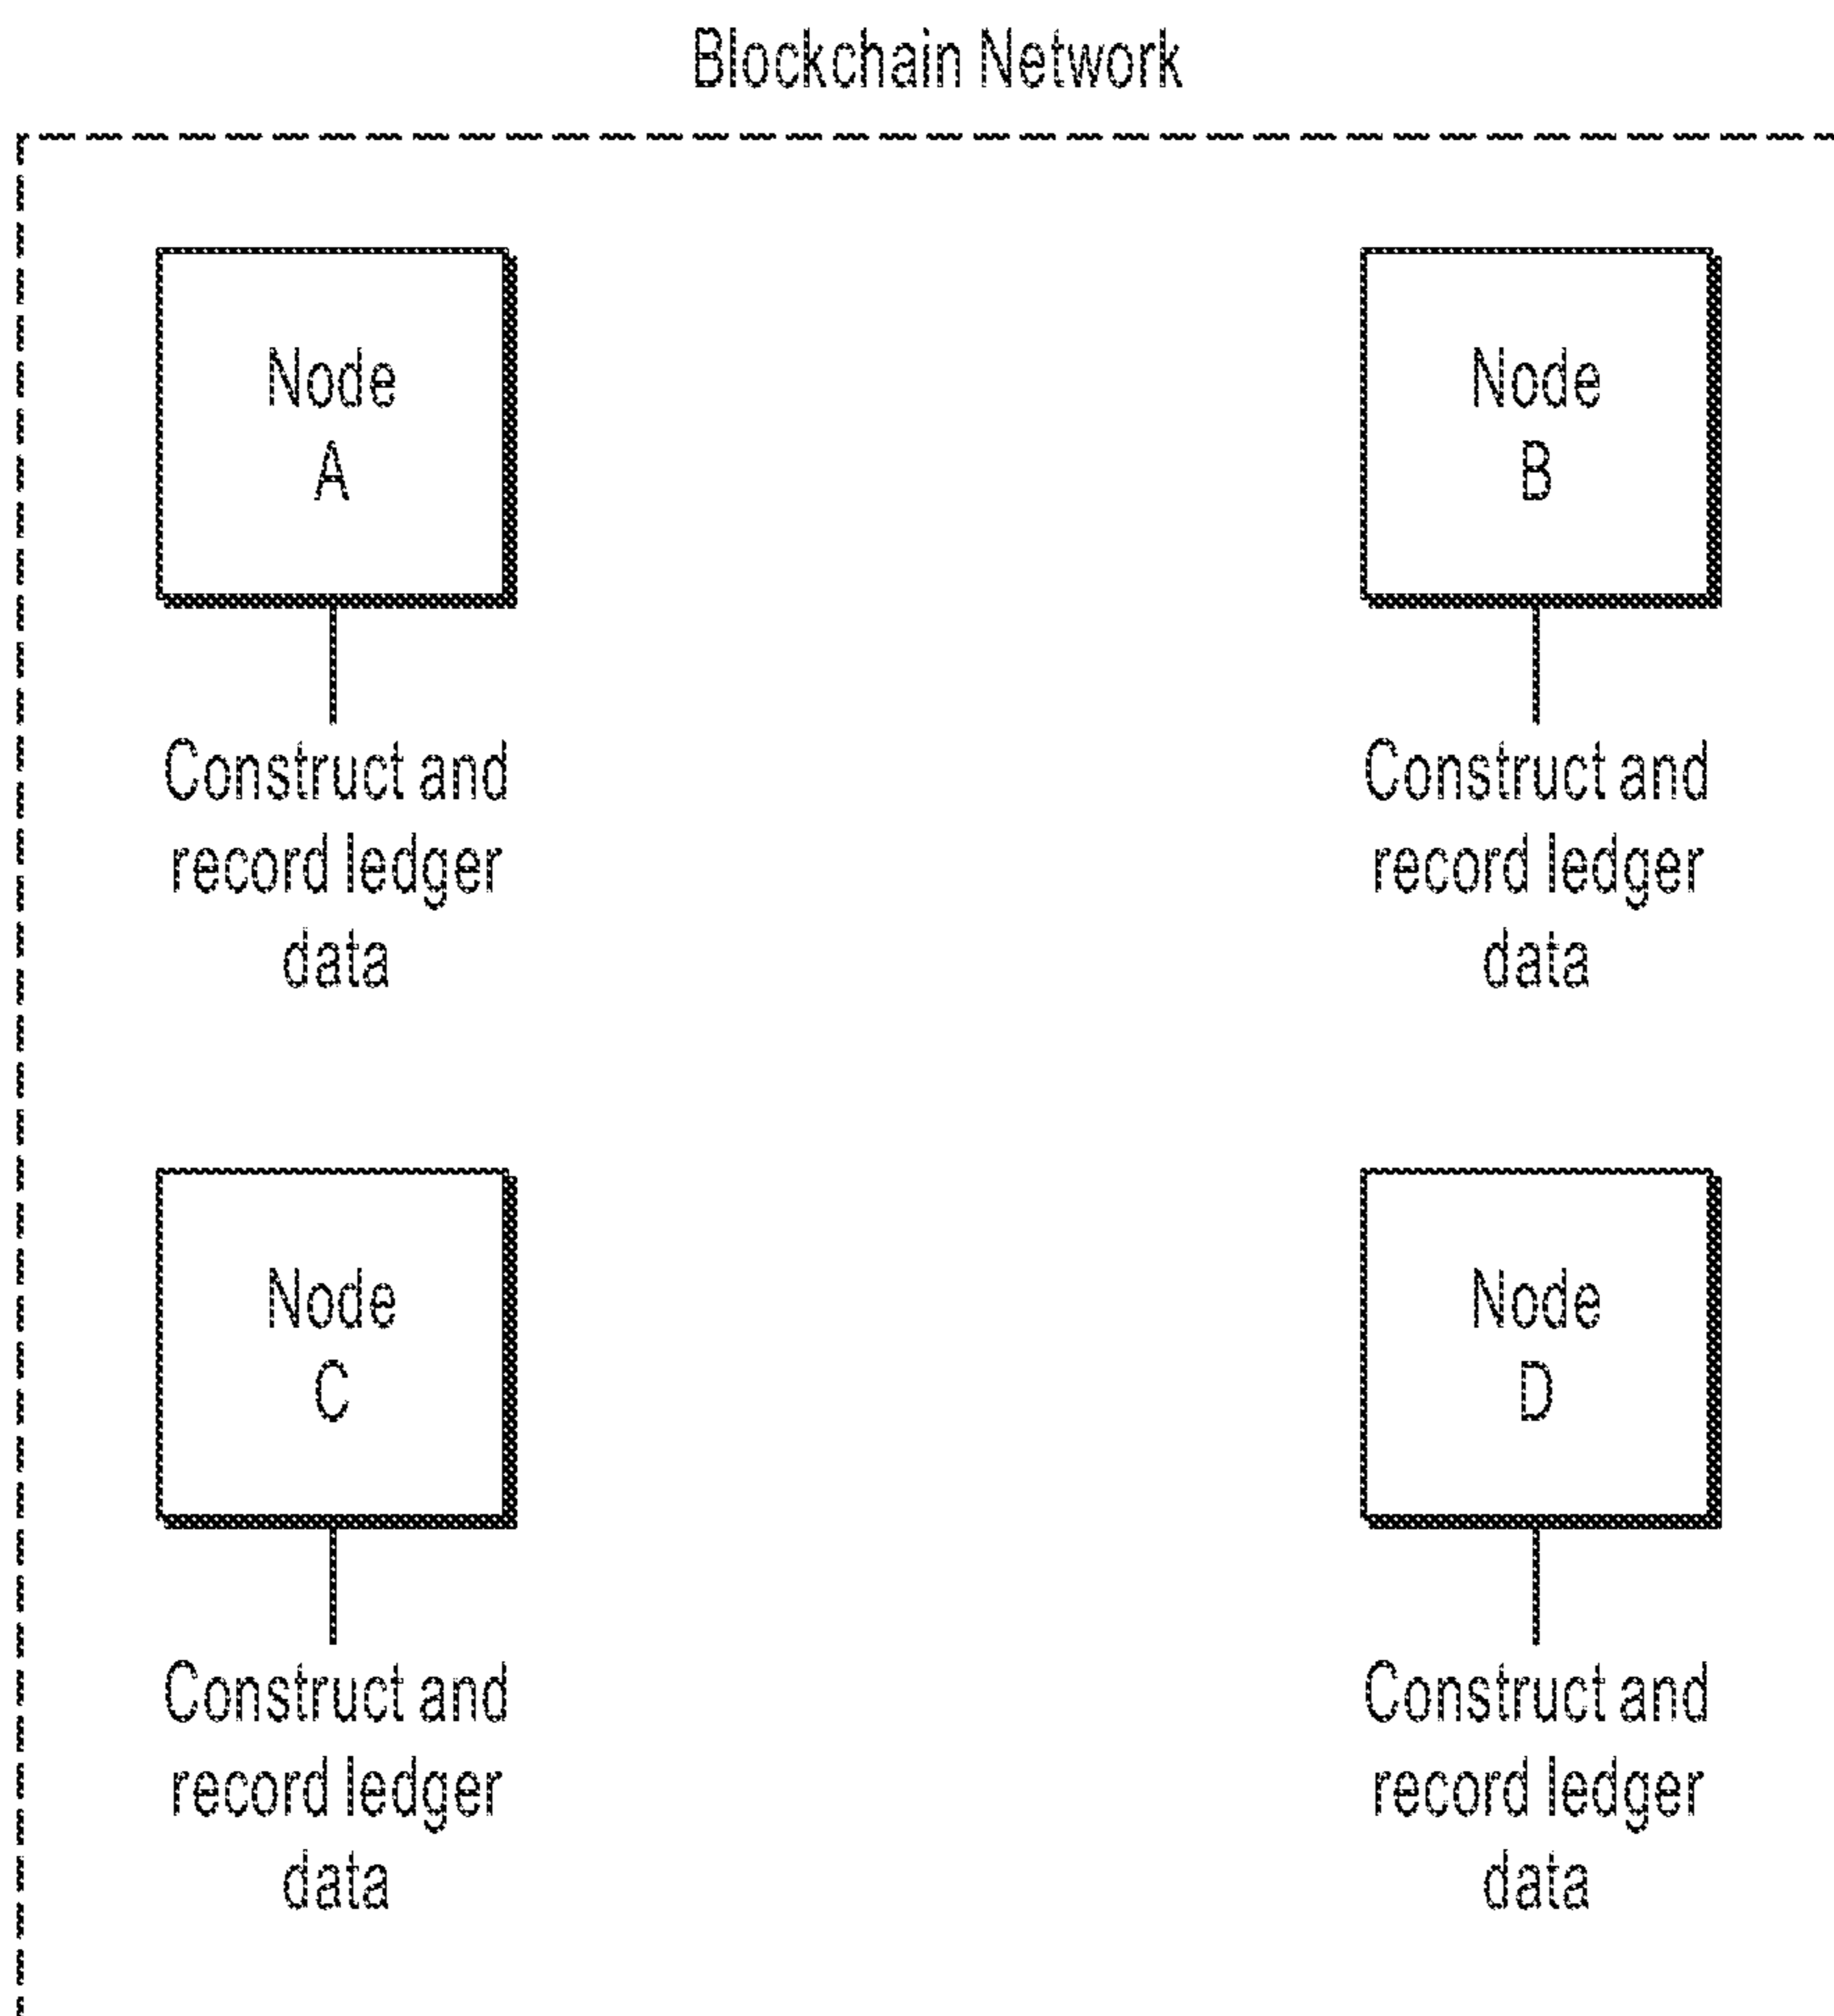 Blockchain Network
Node
A
Construct and
record ledger
data
Node
B
Construct and
record ledger
data
Node
C
Construct and
record ledger
data
Node
D
Construct and
record ledger
data